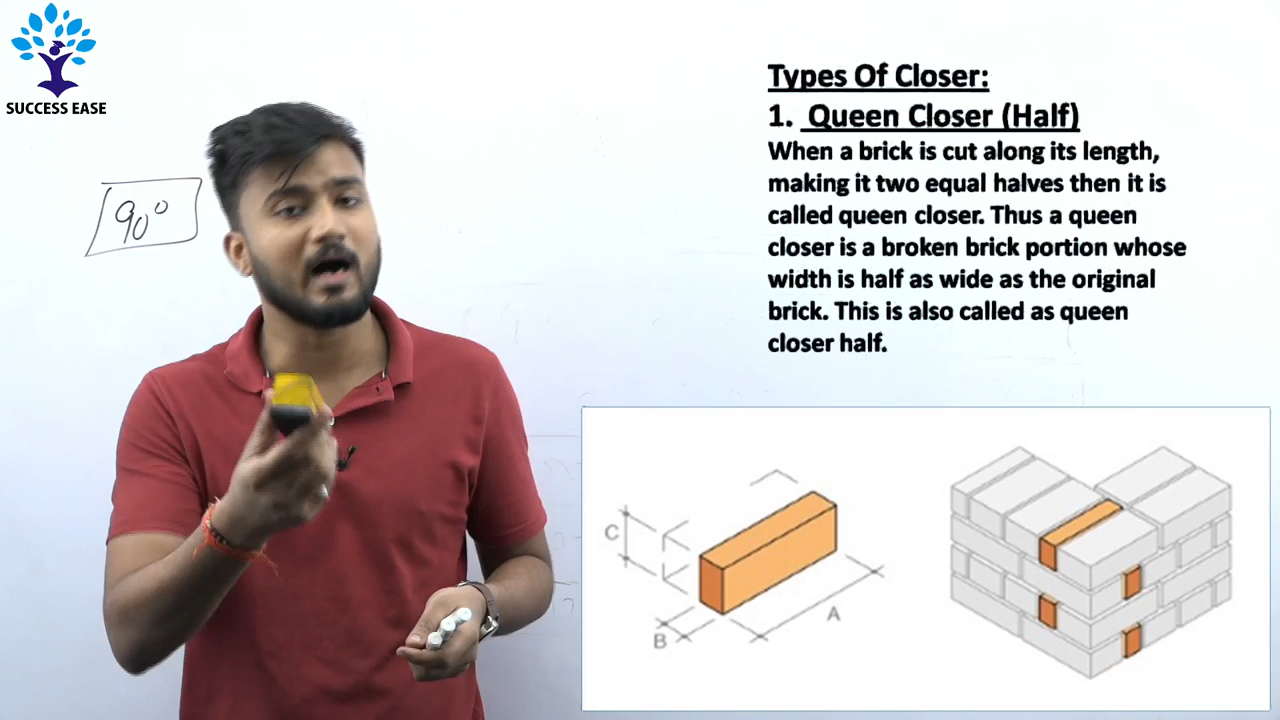 SUCCESS EASE
90°
Types Of Closer:
1. Queen Closer (Half)
When a brick is cut along its length,
making it two equal halves then it is
called queen closer. Thus a queen
closer is a broken brick portion whose
width is half as wide as the original
brick. This is also called as queen
closer half.
C
B
A